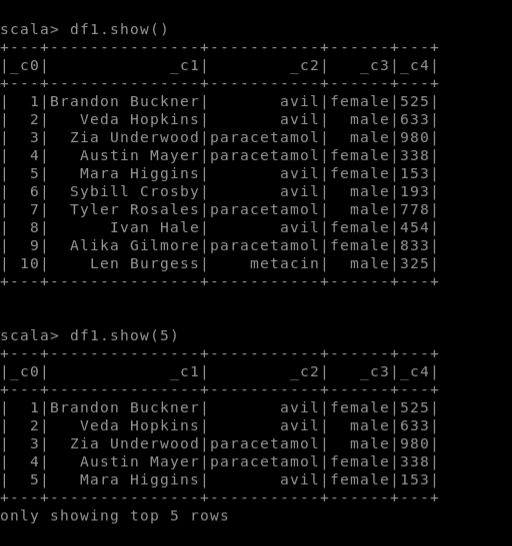 scala> df1.show()
+---+---------------+-----------+------+---+
|_c0|            _c1|        _c2|   _c3|_c4|
+---+---------------+-----------+------+---+
|  1|Brandon Buckner|       avil|female|525|
|  2|   Veda Hopkins|       avil|  male|633|
|  3|  Zia Underwood|paracetamol|  male|980|
|  4|   Austin Mayer|paracetamol|female|338|
|  5|   Mara Higgins|       avil|female|153|
|  6|  Sybill Crosby|       avil|  male|193|
|  7|  Tyler Rosales|paracetamol|  male|778|
|  8|      Ivan Hale|       avil|female|454|
|  9| Alika Gilmore|paracetamol|female|833|
| 10|    Len Burgess|    metacin|  male|325|
+---+---------------+-----------+------+---+
scala> df1.show(5)
+---+---------------+-----------+------+---+
|_c0|            _c1|        _c2|   _c3|_c4|
+---+---------------+-----------+------+---+
|  1|Brandon Buckner|       avil|female|525|
|  2|   Veda Hopkins|       avil|  male|633|
|  3|  Zia Underwood|paracetamol|  male|980|
|  4|   Austin Mayer|paracetamol|female|338|
|  5|   Mara Higgins|       avil|female|153|
+---+---------------+-----------+------+---+
only showing top 5 rows